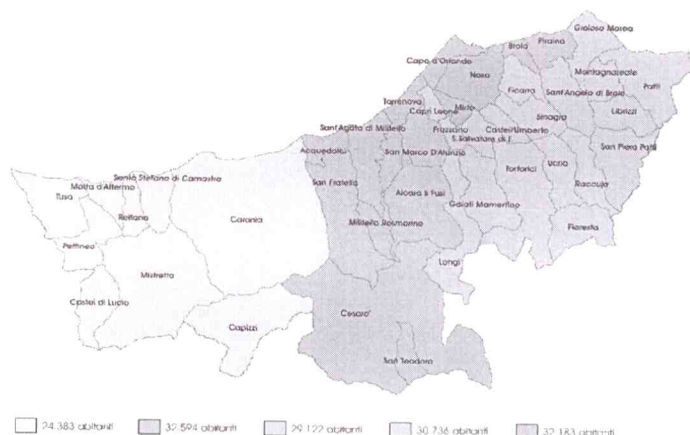 Gioiosa Marea
Piraino
Brolo
Capo d'Orlando
Naso
Montagnareale
Patti
Ficarra
Sant'Angelo di Brolo
Torrenova
Capri Leone
Mirto
Librizzi
Sinagra
Sant'Agata di Militello
Frazzanò
Castell'Umberto
S. Salvatore di F.
Acquedolci
San Marco D'Alunzio
San Piero Patti
Ucria
Tortorici
Santo Stefano di Camastra
San Fratello
Raccuja
Motta d'Affermo
Alcara li Fusi
Tusa
Galati Mamertino
Reitano
Caronia
Militello Rosmarino
Floresta
Pettineo
Longi
Mistretta
Castel di Lucio
Cesaro'
Capizzi
San Teodoro
24.383 abitanti 32.594 abitanti 29.122 abitanti 30.736 abitanti 32.183 abitanti